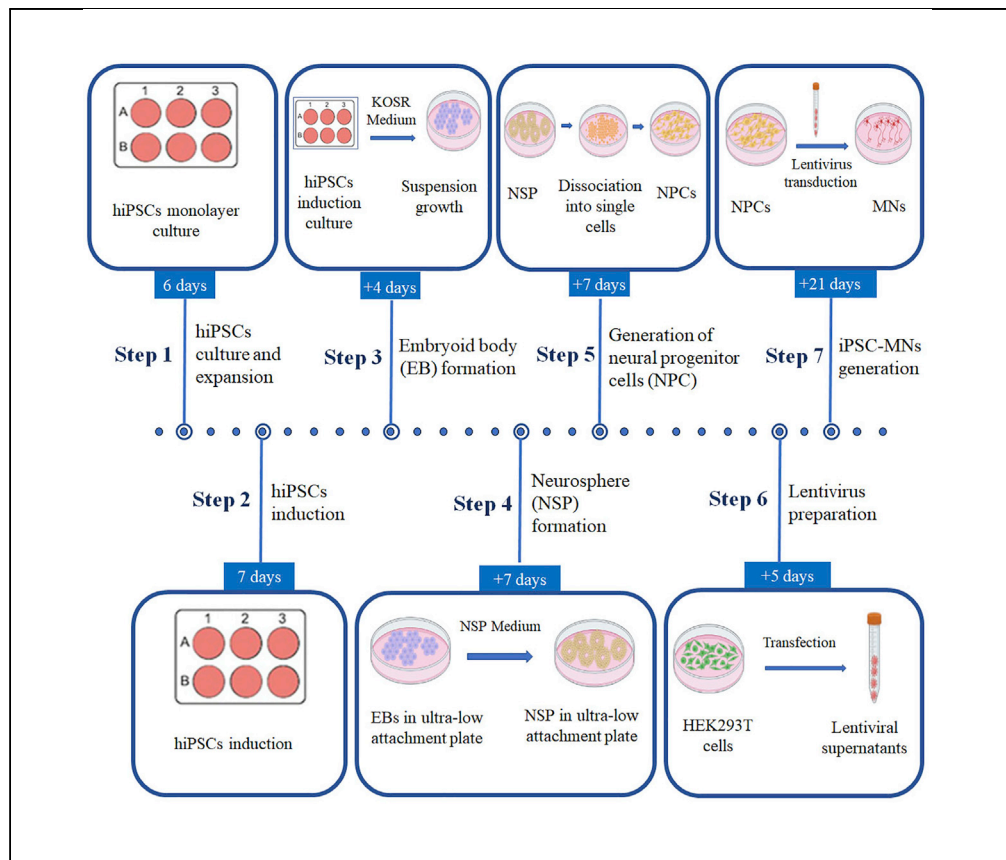 1 2 3
A
B
hiPSCs monolayer
culture
6 days
Step 1
hiPSCs
culture and
expansion
1 2 3
A
B
KOSR
Medium
hiPSCs
induction
culture
Suspension
growth
+4 days
Step 3
Embryoid body
(EB) formation
NSP
Dissociation
into single
cells
NPCs
+7 days
Step 5
Generation of
neural progenitor
cells (NPC)
Lentivirus
transduction
NPCs
MNs
+21 days
Step 7
iPSC-MNs
generation
Step 2
hiPSCs
induction
7 days
1 2 3
A
B
hiPSCs induction
Step 4
Neurosphere
(NSP)
formation
+7 days
NSP Medium
EBs in ultra-low
attachment plate
NSP in ultra-low
attachment plate
Step 6
Lentivirus
preparation
+5 days
Transfection
HEK293T
cells
Lentiviral
supernatants